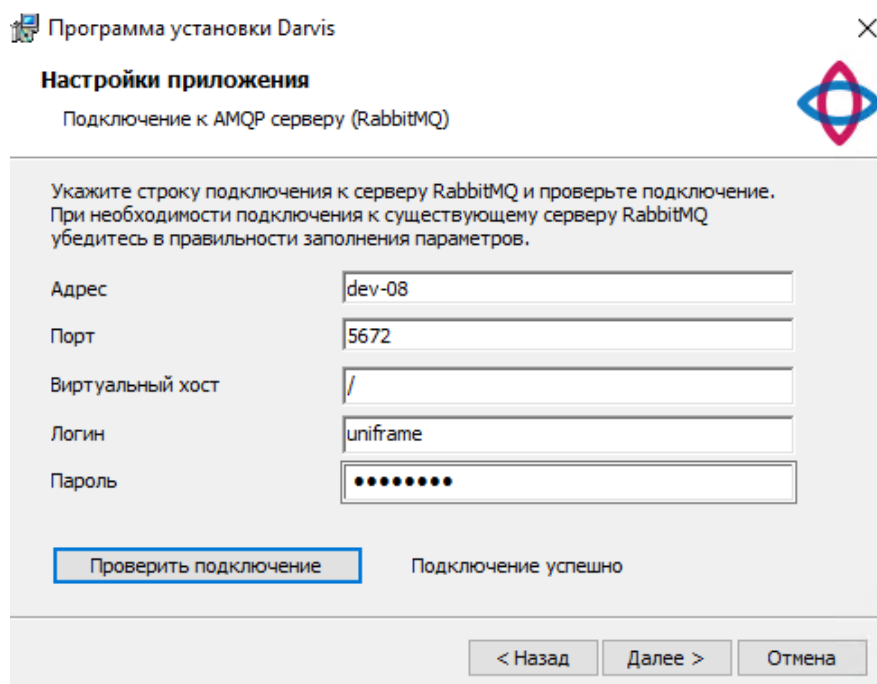 Программа установки Darvis
Настройки приложения
Подключение к AMQP серверу (RabbitMQ)
Укажите строку подключения к серверу RabbitMQ и проверьте подключение.
При необходимости подключения к существующему серверу RabbitMQ
убедитесь в правильности заполнения параметров.
Адрес dev-08
Порт 5672
Виртуальный хост /
Логин uniframe
Пароль ••••••••
Проверить подключение Подключение успешно
< Назад Далее > Отмена